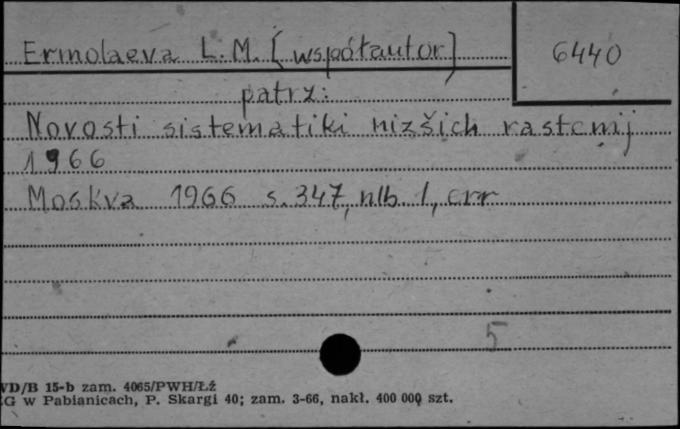 Ermolaeva L. M. [współautor]
6440
patrz:
Novosti sistematiki nizšich rastenij
1966
Moskva 1966 s. 347, nlb. 1, err
5
VD/B 15-b zam. 4065/PWH/Łź
G w Pabianicach, P. Skargi 40; zam. 3-66, nakł. 400 000 szt.